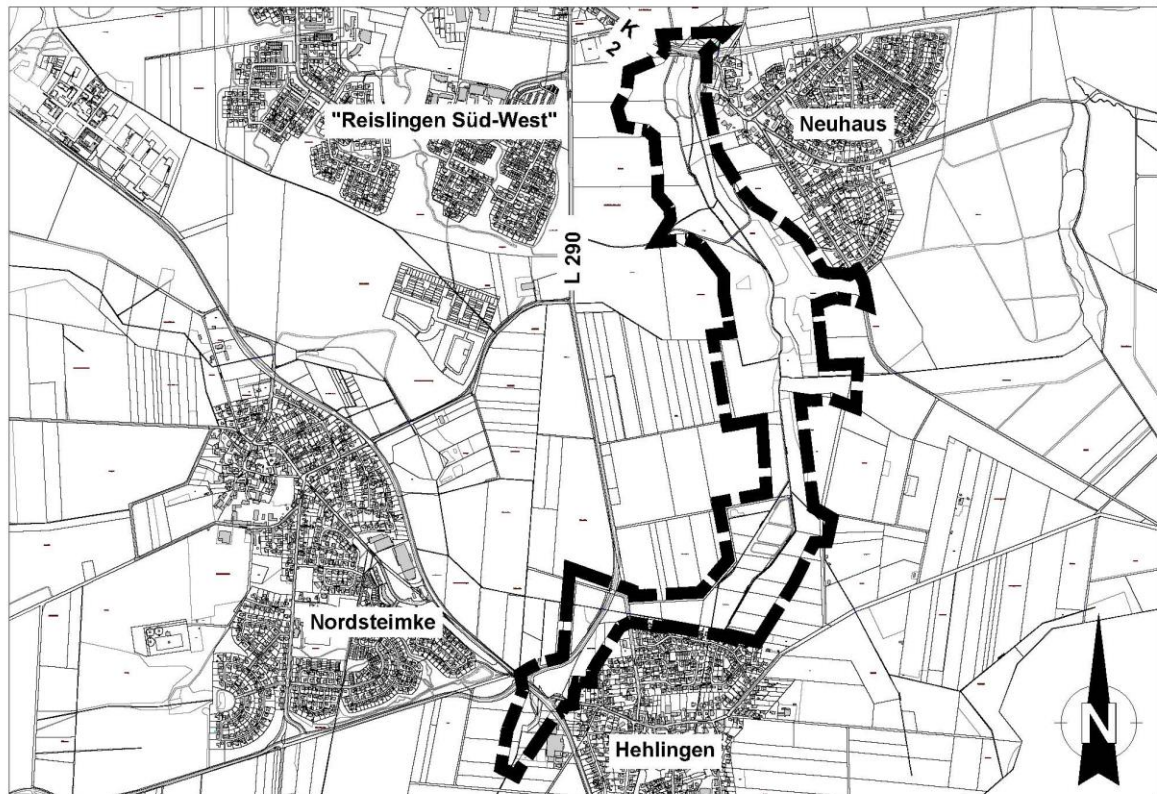 K 2
"Reislingen Süd-West"
Neuhaus
L 290
Nordsteimke
Hehlingen
N